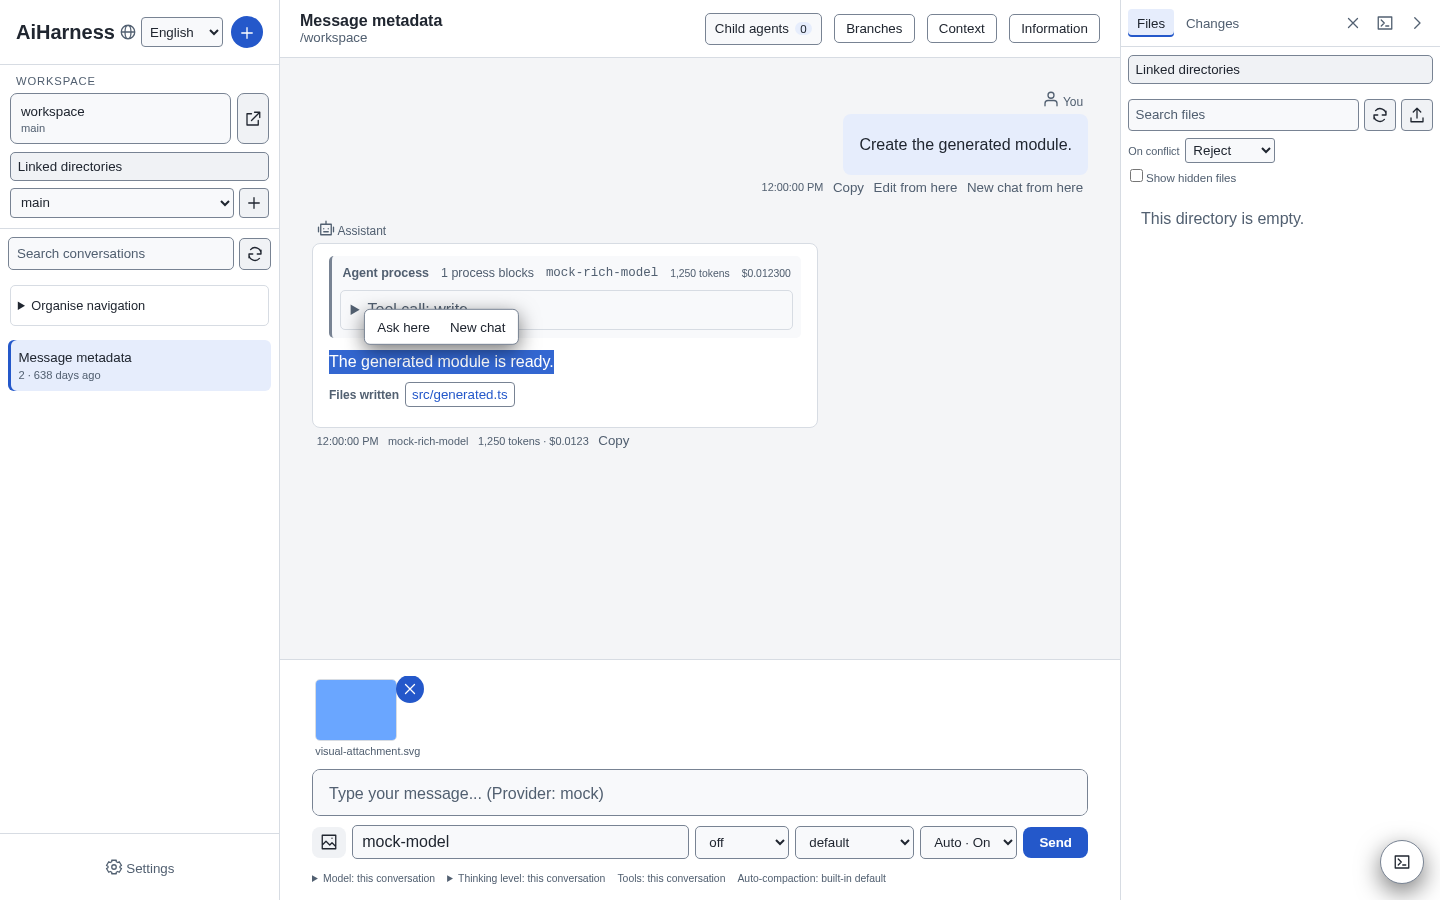 AiHarness
English
WORKSPACE
workspace
main
Linked directories
main
Search conversations
Organise navigation
Message metadata
2 · 638 days ago
Settings
Message metadata
/workspace
Child agents 0
Branches
Context
Information
You
Create the generated module.
12:00:00 PM Copy Edit from here New chat from here
Assistant
Agent process 1 process blocks mock-rich-model 1,250 tokens $0.012300
Tool call: write
Ask here New chat
The generated module is ready.
Files written src/generated.ts
12:00:00 PM mock-rich-model 1,250 tokens · $0.0123 Copy
visual-attachment.svg
Type your message... (Provider: mock)
mock-model
off
default
Auto · On
Send
Model: this conversation Thinking level: this conversation Tools: this conversation Auto-compaction: built-in default
Files Changes
Linked directories
Search files
On conflict Reject
Show hidden files
This directory is empty.